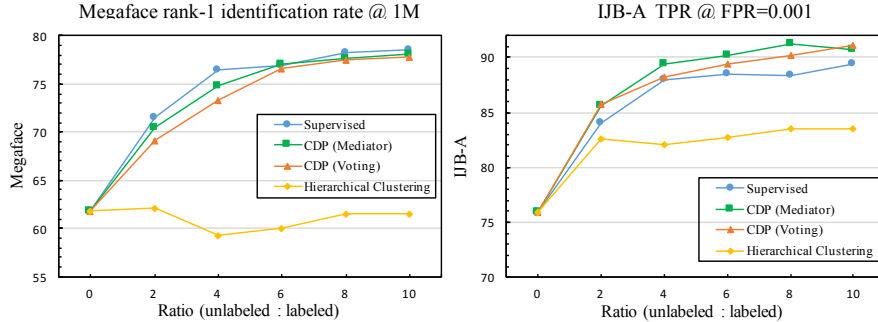 Megaface rank-1 identification rate @ 1M
80
75
70
65
60
55
Megaface
Supervised
CDP (Mediator)
CDP (Voting)
Hierarchical Clustering
0 2 4 6 8 10
Ratio (unlabeled : labeled)
IJB-A TPR @ FPR=0.001
90
85
80
75
70
IJB-A
Supervised
CDP (Mediator)
CDP (Voting)
Hierarchical Clustering
0 2 4 6 8 10
Ratio (unlabeled : labeled)